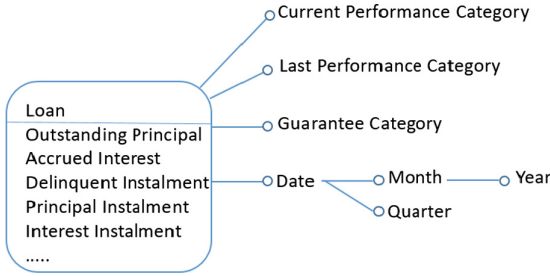 Current Performance Category
Last Performance Category
Loan
Guarantee Category
Outstanding Principal
Accrued Interest
Delinquent Instalment
Date
Month
Year
Principal Instalment
Quarter
Interest Instalment
.....